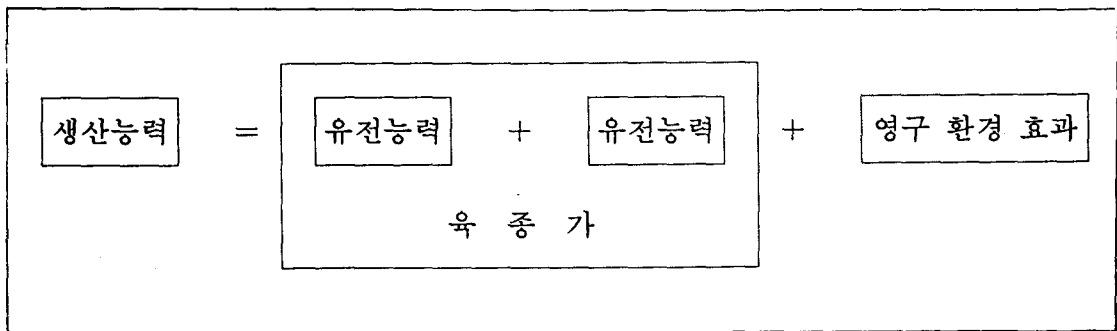 생산능력 = 유전능력 + 유전능력 + 영구 환경 효과
육 종 가